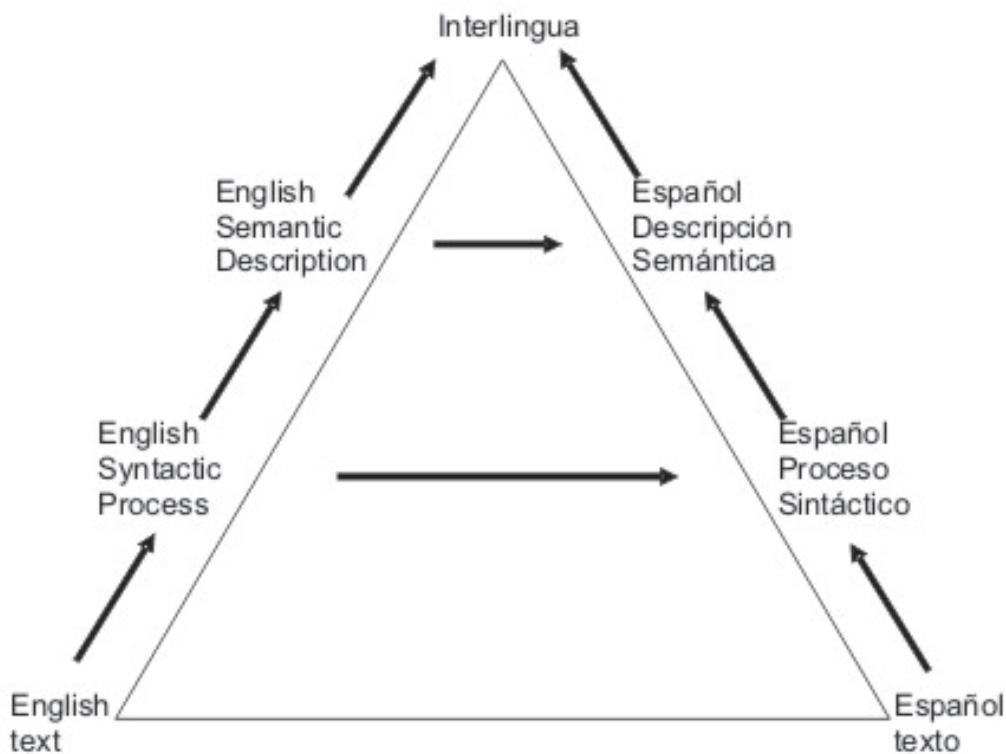 Interlingua
English
Semantic
Description
Español
Descripción
Semántica
English
Syntactic
Process
Español
Proceso
Sintáctico
English
text
Español
texto